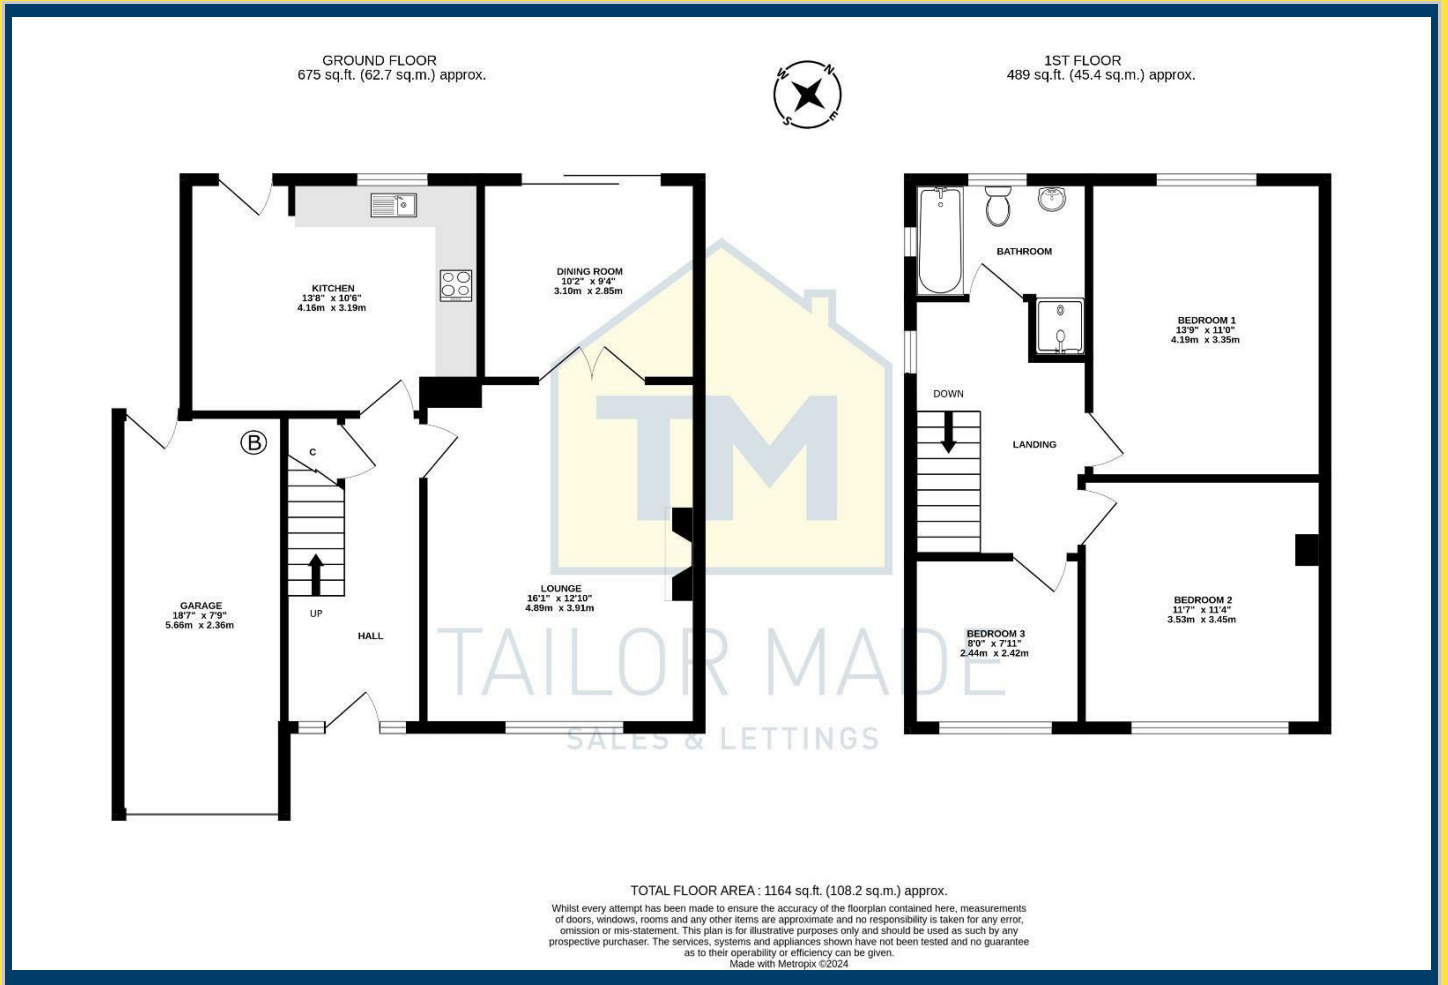 GROUND FLOOR
675 sq.ft. (62.7 sq.m.) approx.
N
W
E
S
1ST FLOOR
489 sq.ft. (45.4 sq.m.) approx.
KITCHEN
13'8" x 10'6"
4.16m x 3.19m
DINING ROOM
10'2" x 9'4"
3.10m x 2.85m
B
C
UP
HALL
GARAGE
18'7" x 7'9"
5.66m x 2.36m
LOUNGE
16'1" x 12'10"
4.89m x 3.91m
BATHROOM
BEDROOM 1
13'9" x 11'0"
4.19m x 3.35m
DOWN
LANDING
BEDROOM 2
11'7" x 11'4"
3.53m x 3.45m
BEDROOM 3
8'0" x 7'11"
2.44m x 2.42m
TM
TAILOR MADE
SALES & LETTINGS
TOTAL FLOOR AREA : 1164 sq.ft. (108.2 sq.m.) approx.
Whilst every attempt has been made to ensure the accuracy of the floorplan contained here, measurements
of doors, windows, rooms and any other items are approximate and no responsibility is taken for any error,
omission or mis-statement. This plan is for illustrative purposes only and should be used as such by any
prospective purchaser. The services, systems and appliances shown have not been tested and no guarantee
as to their operability or efficiency can be given.
Made with Metropix ©2024